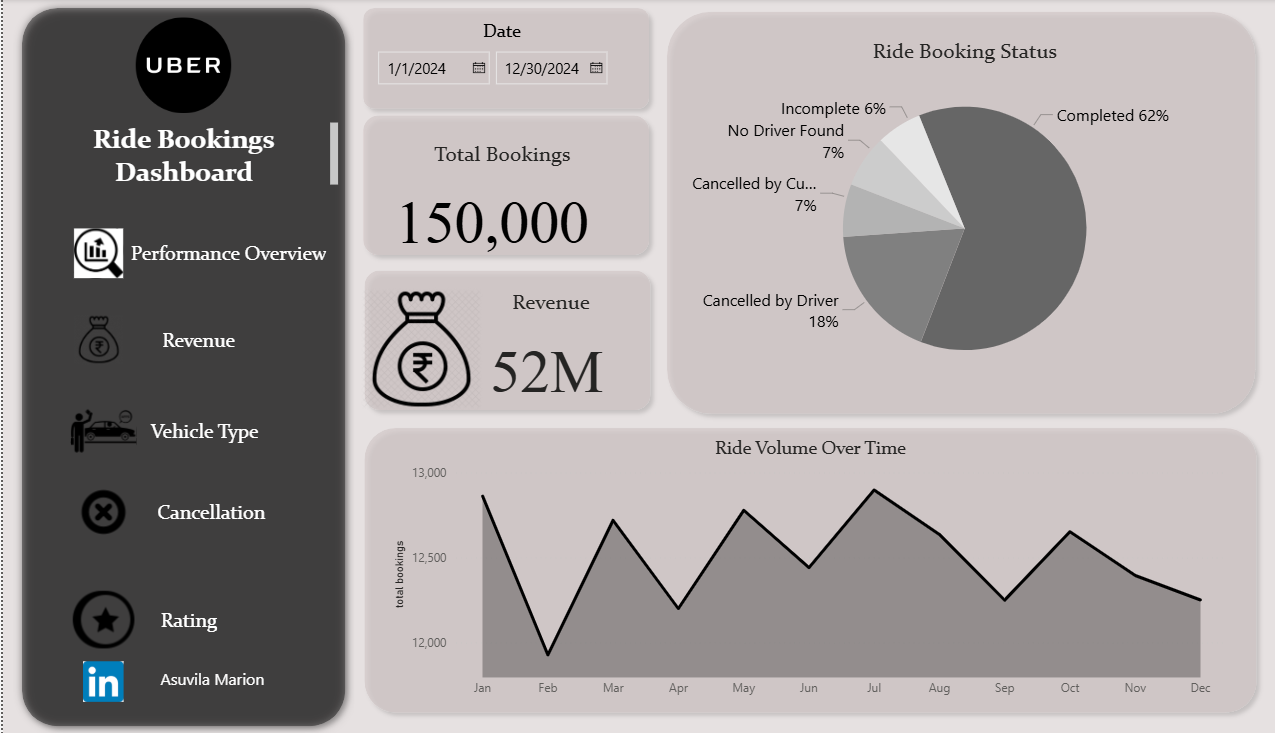 UBER
Ride Bookings
Dashboard
Performance Overview
Revenue
Vehicle Type
Cancellation
Rating
in
Asuvila Marion
Date
1/1/2024
12/30/2024
Total Bookings
150,000
Revenue
₹
52M
Ride Booking Status
Incomplete 6%
No Driver Found
7%
Cancelled by Cu...
7%
Cancelled by Driver
18%
Completed 62%
Ride Volume Over Time
total bookings
13,000
12,500
12,000
Jan Feb Mar Apr May Jun Jul Aug Sep Oct Nov Dec